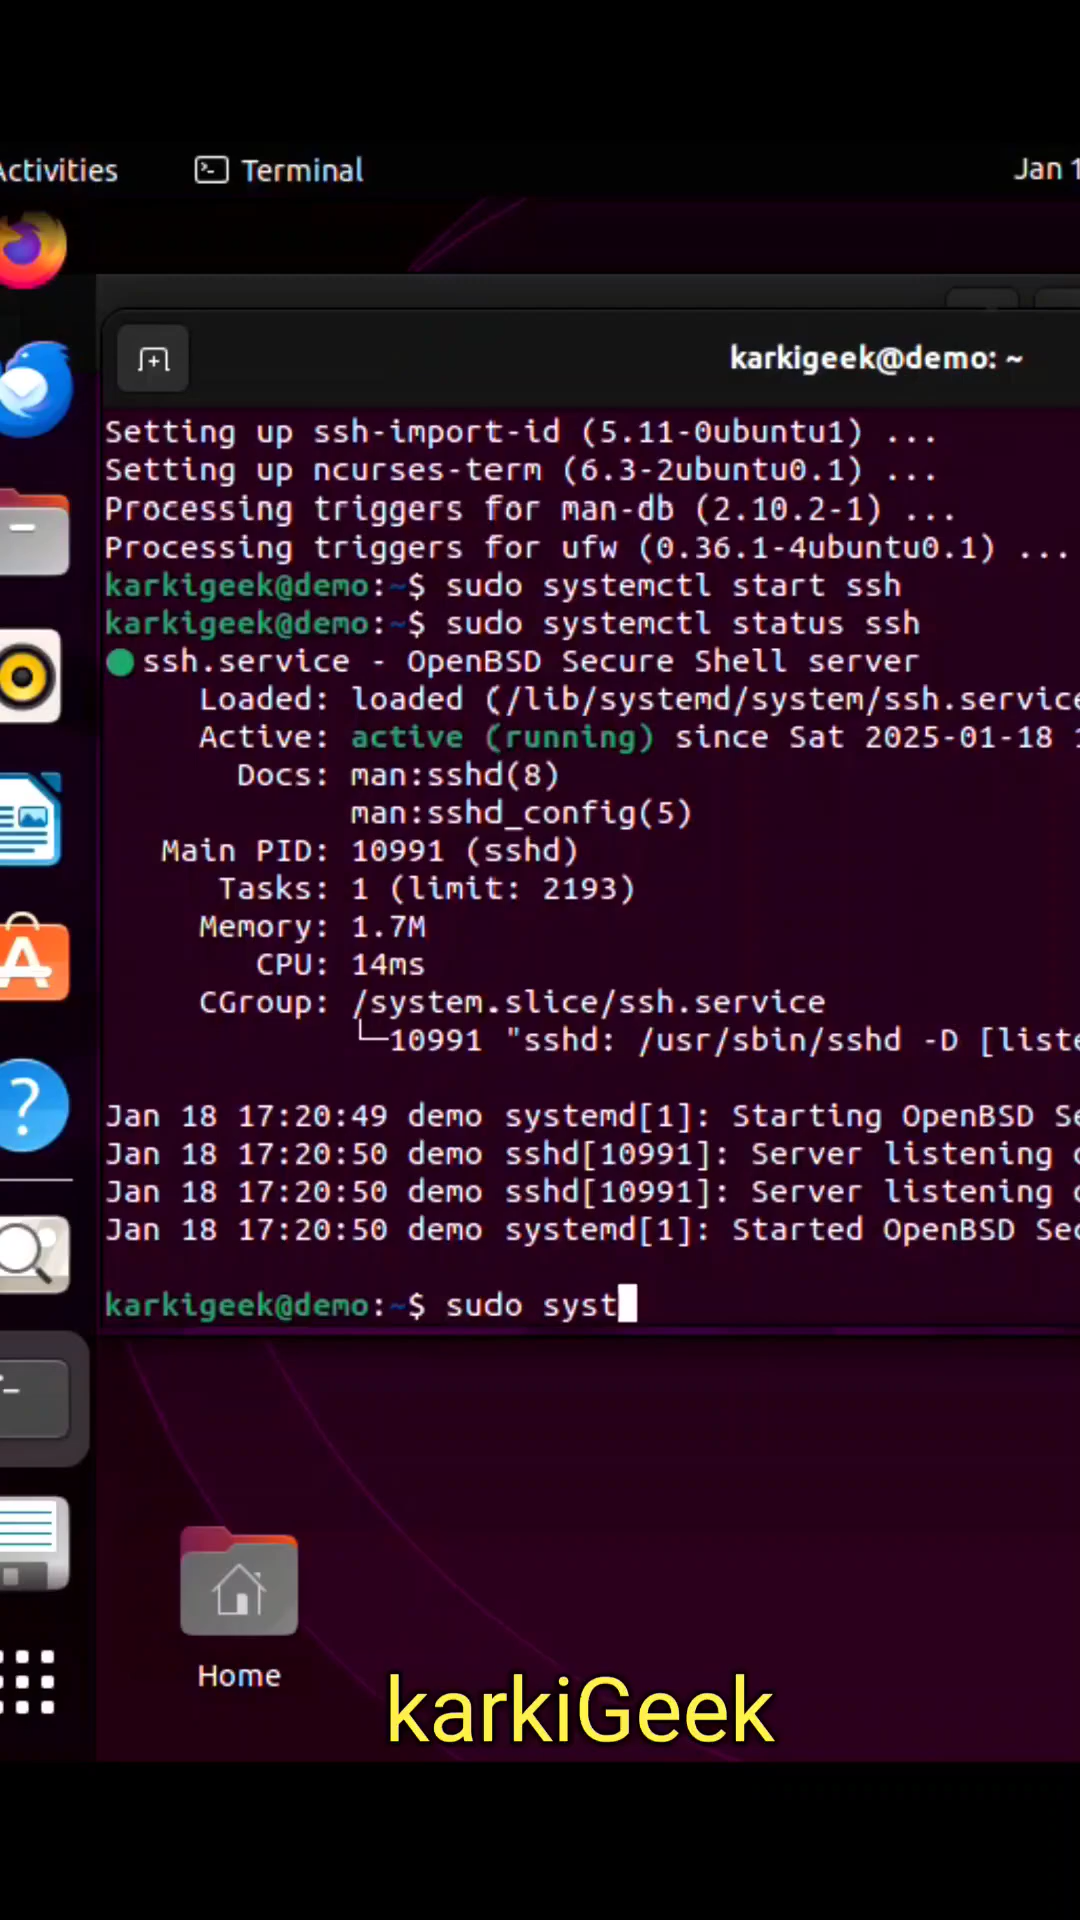 Activities
Terminal
Jan 1
karkigeek@demo: ~
Setting up ssh-import-id (5.11-0ubuntu1) ...
Setting up ncurses-term (6.3-2ubuntu0.1) ...
Processing triggers for man-db (2.10.2-1) ...
Processing triggers for ufw (0.36.1-4ubuntu0.1) ...
karkigeek@demo:~$ sudo systemctl start ssh
karkigeek@demo:~$ sudo systemctl status ssh
ssh.service - OpenBSD Secure Shell server
Loaded: loaded (/lib/systemd/system/ssh.service
Active: active (running) since Sat 2025-01-18 1
Docs: man:sshd(8)
man:sshd_config(5)
Main PID: 10991 (sshd)
Tasks: 1 (limit: 2193)
Memory: 1.7M
CPU: 14ms
CGroup: /system.slice/ssh.service
└─10991 "sshd: /usr/sbin/sshd -D [liste
Jan 18 17:20:49 demo systemd[1]: Starting OpenBSD Se
Jan 18 17:20:50 demo sshd[10991]: Server listening o
Jan 18 17:20:50 demo sshd[10991]: Server listening o
Jan 18 17:20:50 demo systemd[1]: Started OpenBSD Sec
karkigeek@demo:~$ sudo syst
Home
karkiGeek